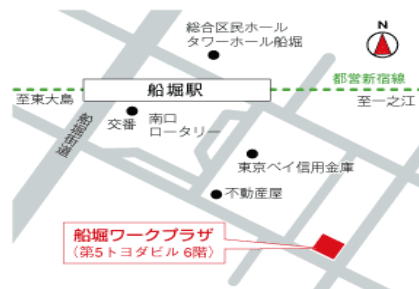 総合区民ホール
タワーホール船堀
N
都営新宿線
船堀駅
至東大島
至一之江
船堀街道
交番
南口
ロータリー
東京ベイ信用金庫
不動産屋
船堀ワークプラザ
（第5トヨダビル 6階）